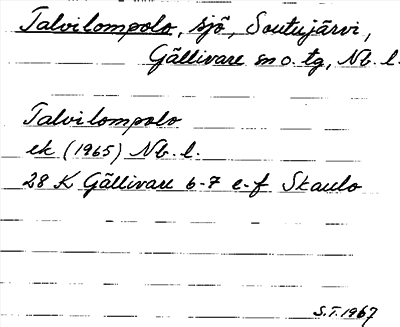 Talvilompolo, sjö, Soutujärvi,
Gällivare sn o. tg, Nb. l.
Talvilompolo
ek (1965) Nb. l.
28 K Gällivare 6-7 e-f Skaulo
S.T. 1967